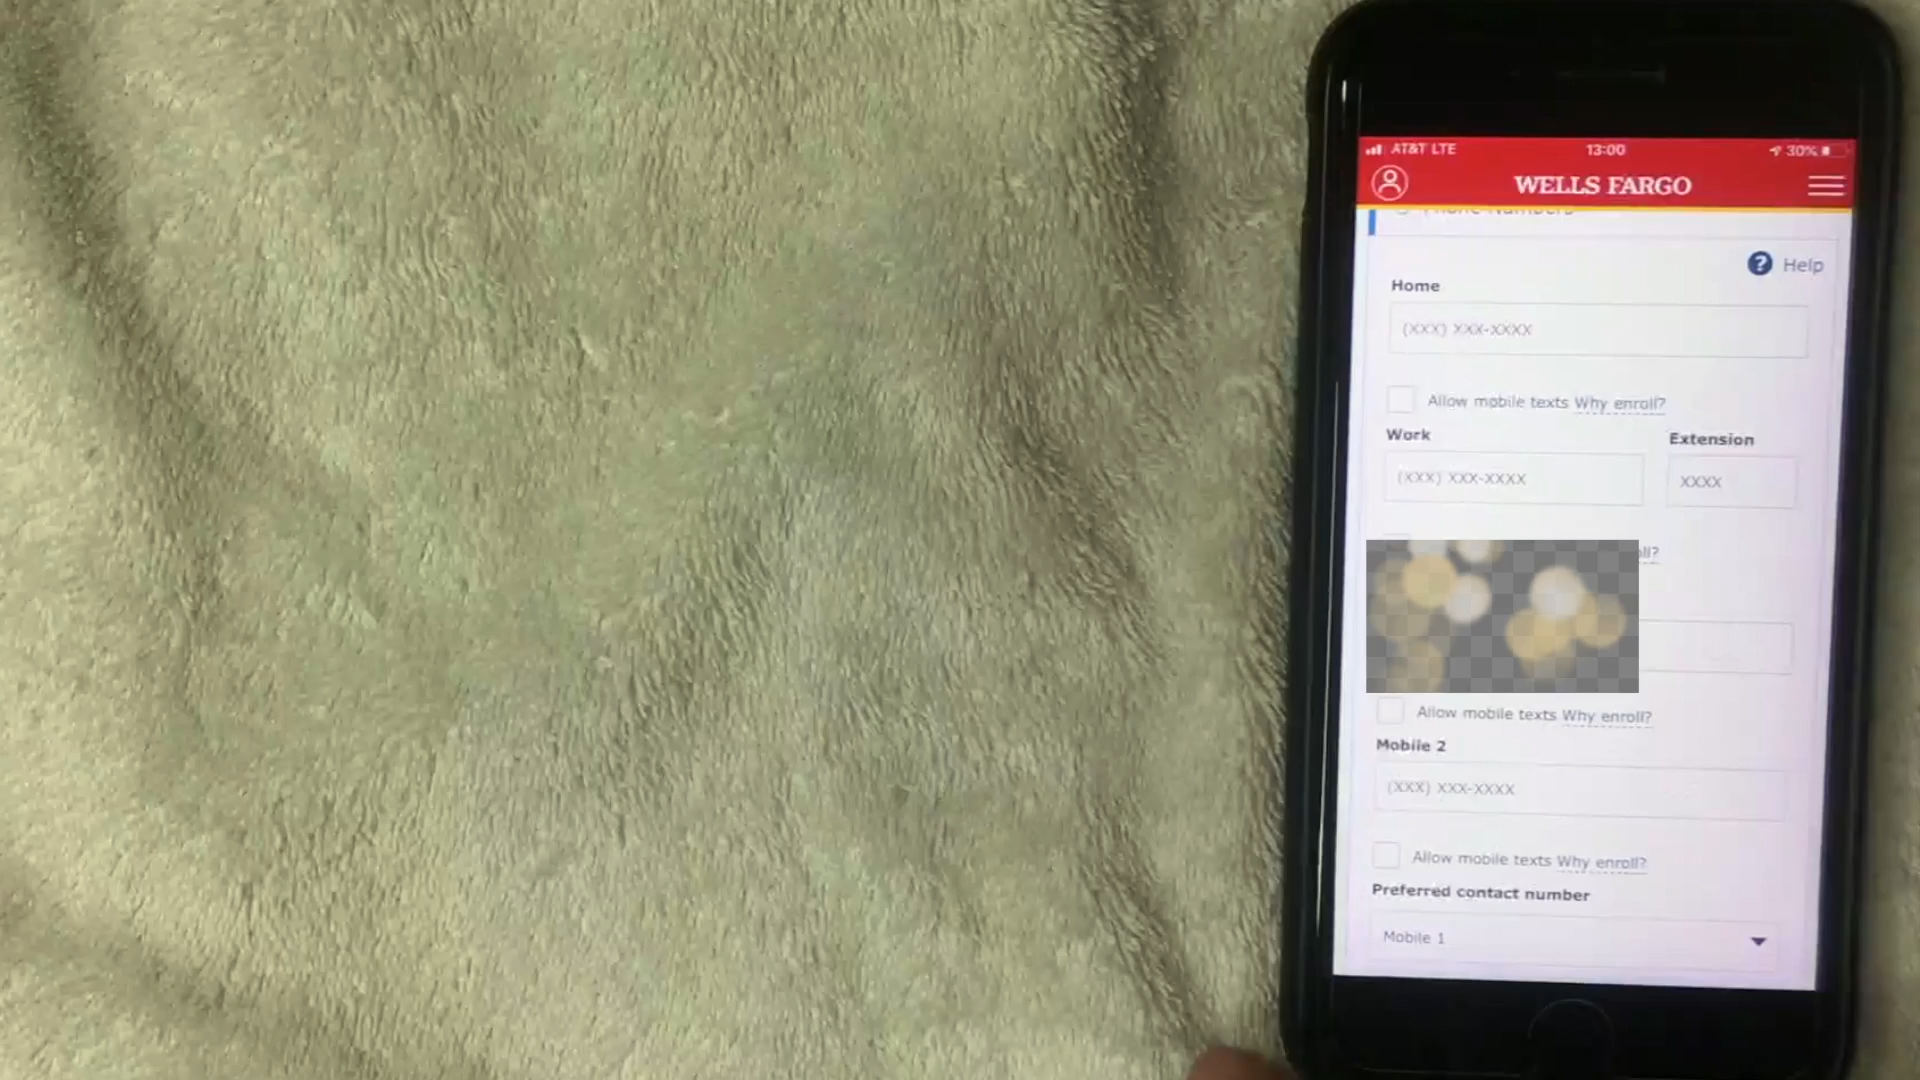 AT&T LTE 13:00 30%
WELLS FARGO
Phone Numbers
Help
Home
(XXX) XXX-XXXX
Allow mobile texts Why enroll?
Work Extension
(XXX) XXX-XXXX XXXX
Allow mobile texts Why enroll?
Mobile 2
(XXX) XXX-XXXX
Allow mobile texts Why enroll?
Preferred contact number
Mobile 1